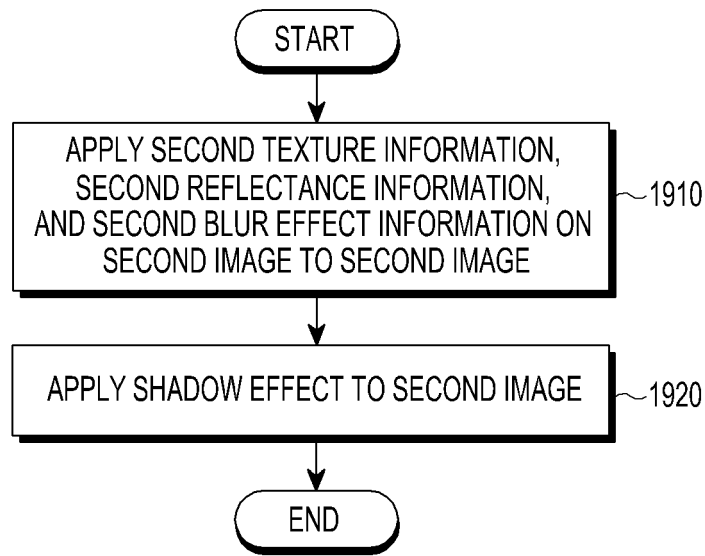 START
APPLY SECOND TEXTURE INFORMATION,
SECOND REFLECTANCE INFORMATION,
AND SECOND BLUR EFFECT INFORMATION ON
SECOND IMAGE TO SECOND IMAGE
1910
APPLY SHADOW EFFECT TO SECOND IMAGE
1920
END